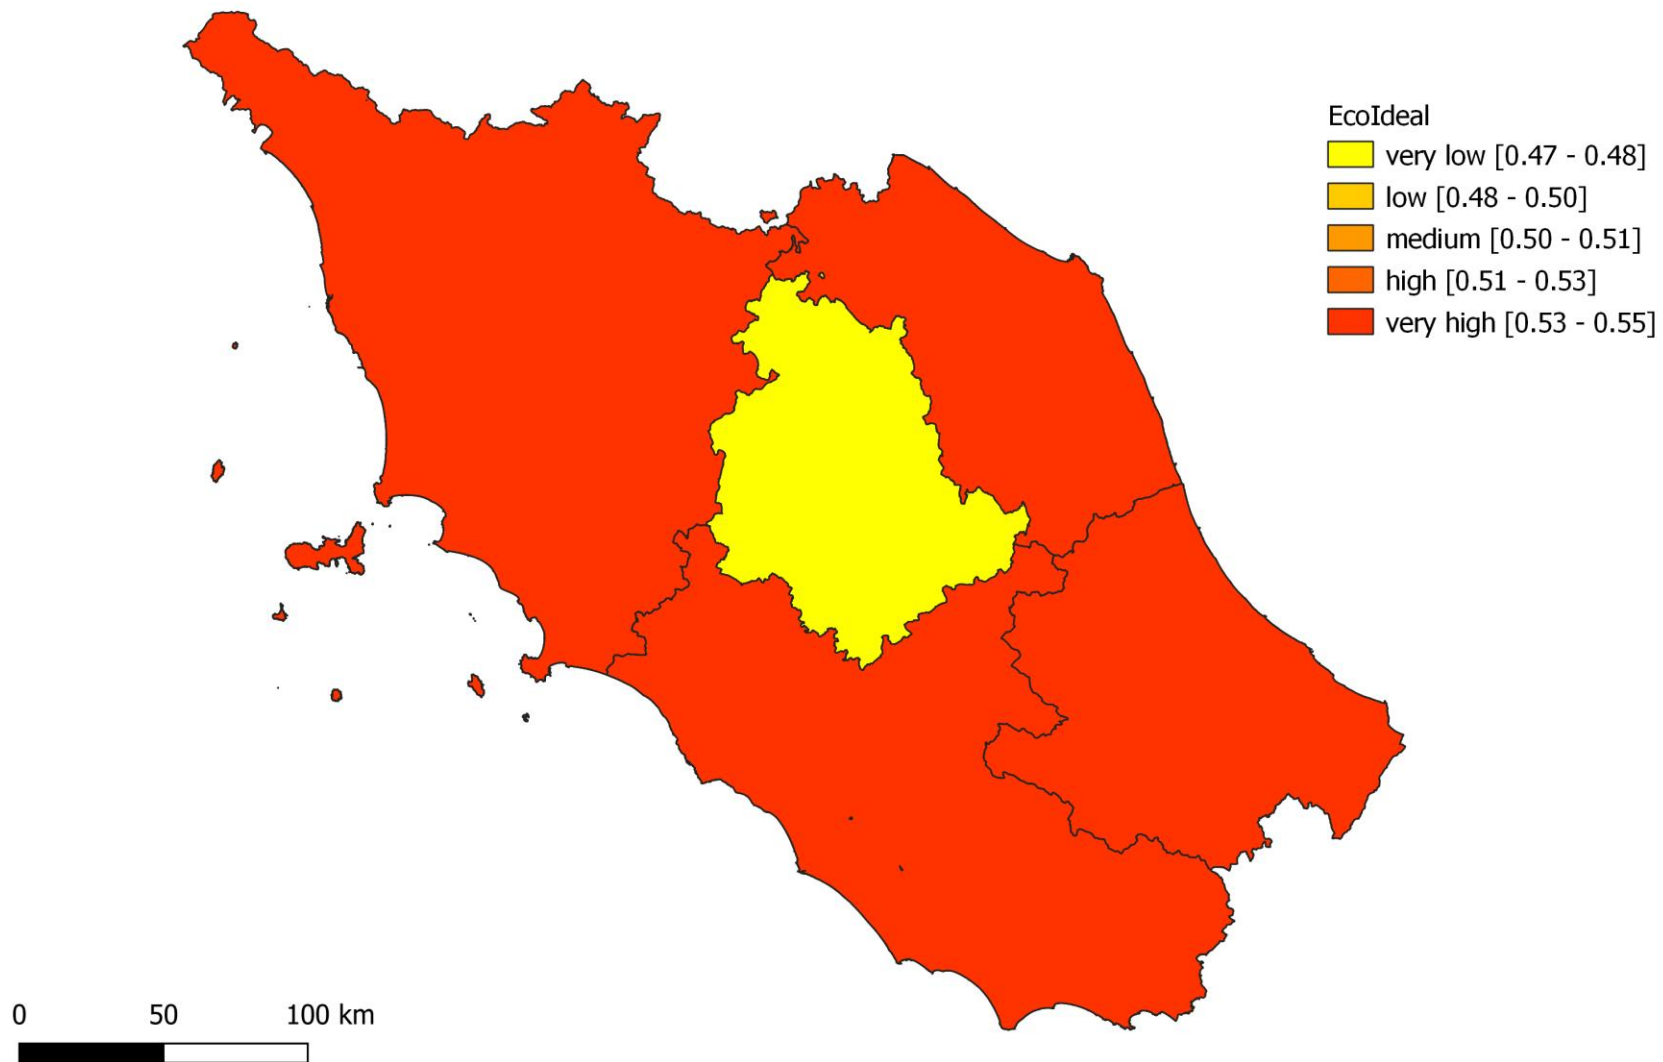 EcoIdeal
very low [0.47 - 0.48]
low [0.48 - 0.50]
medium [0.50 - 0.51]
high [0.51 - 0.53]
very high [0.53 - 0.55]
0 50 100 km